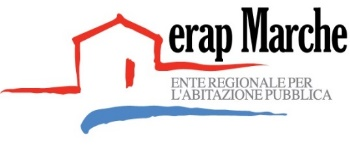 erap Marche
ENTE REGIONALE PER
L'ABITAZIONE PUBBLICA